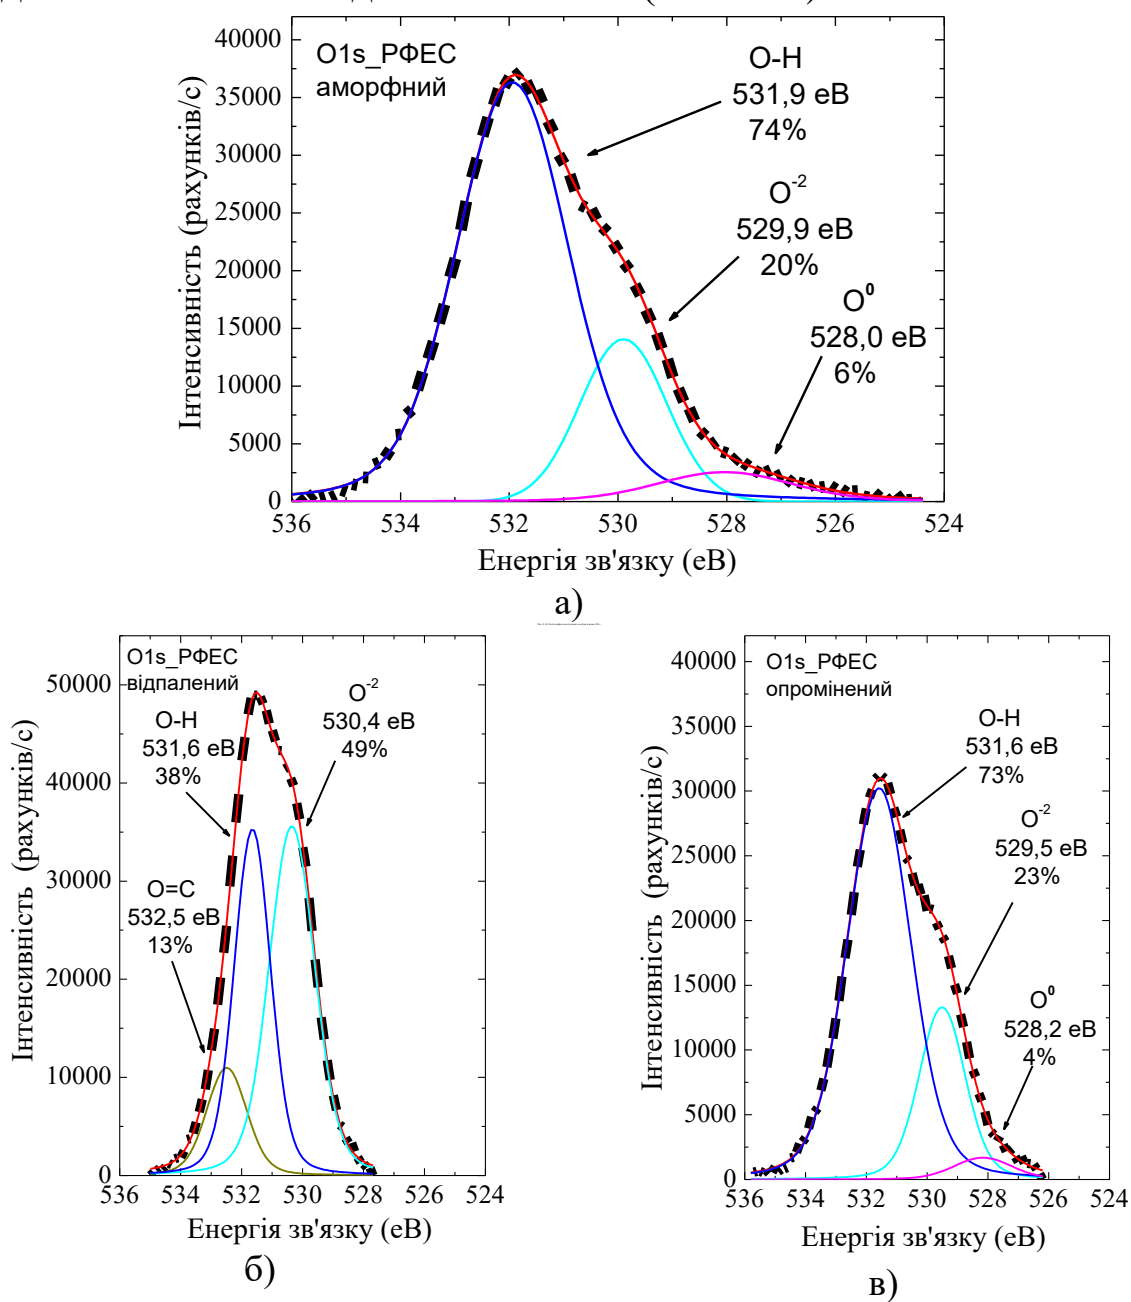 40000
35000
30000
25000
20000
15000
10000
5000
0
Інтенсивність (рахунків/с)
O1s_РФЕС
аморфний
O-H
531,9 еВ
74%
O-2
529,9 еВ
20%
O0
528,0 еВ
6%
536 534 532 530 528 526 524
Енергія зв'язку (еВ)
а)
50000
40000
30000
20000
10000
0
Інтенсивність (рахунків/с)
O1s_РФЕС
відпалений
O-H
531,6 еВ
38%
O-2
530,4 еВ
49%
O=C
532,5 еВ
13%
536 534 532 530 526 524
Енергія зв'язку (еВ)
б)
40000
35000
30000
25000
20000
15000
10000
5000
0
Інтенсивність (рахунків/с)
O1s_РФЕС
опромінений
O-H
531,6 еВ
73%
O-2
529,5 еВ
23%
O0
528,2 еВ
4%
536 534 532 530 528 526 524
Енергія зв'язку (еВ)
в)